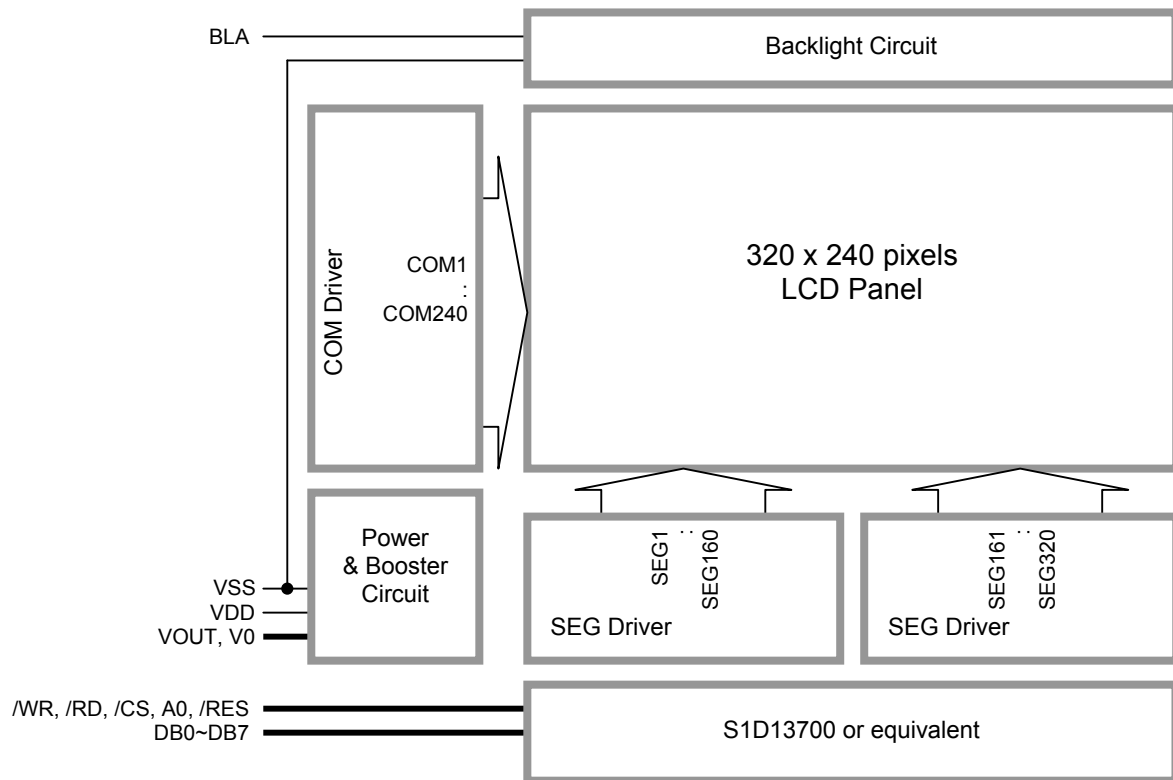 BLA
Backlight Circuit
COM Driver
COM1
:
COM240
320 x 240 pixels
LCD Panel
Power
& Booster
Circuit
VSS
VDD
VOUT, V0
SEG1
:
SEG160
SEG Driver
SEG161
:
SEG320
SEG Driver
/WR, /RD, /CS, A0, /RES
DB0~DB7
S1D13700 or equivalent